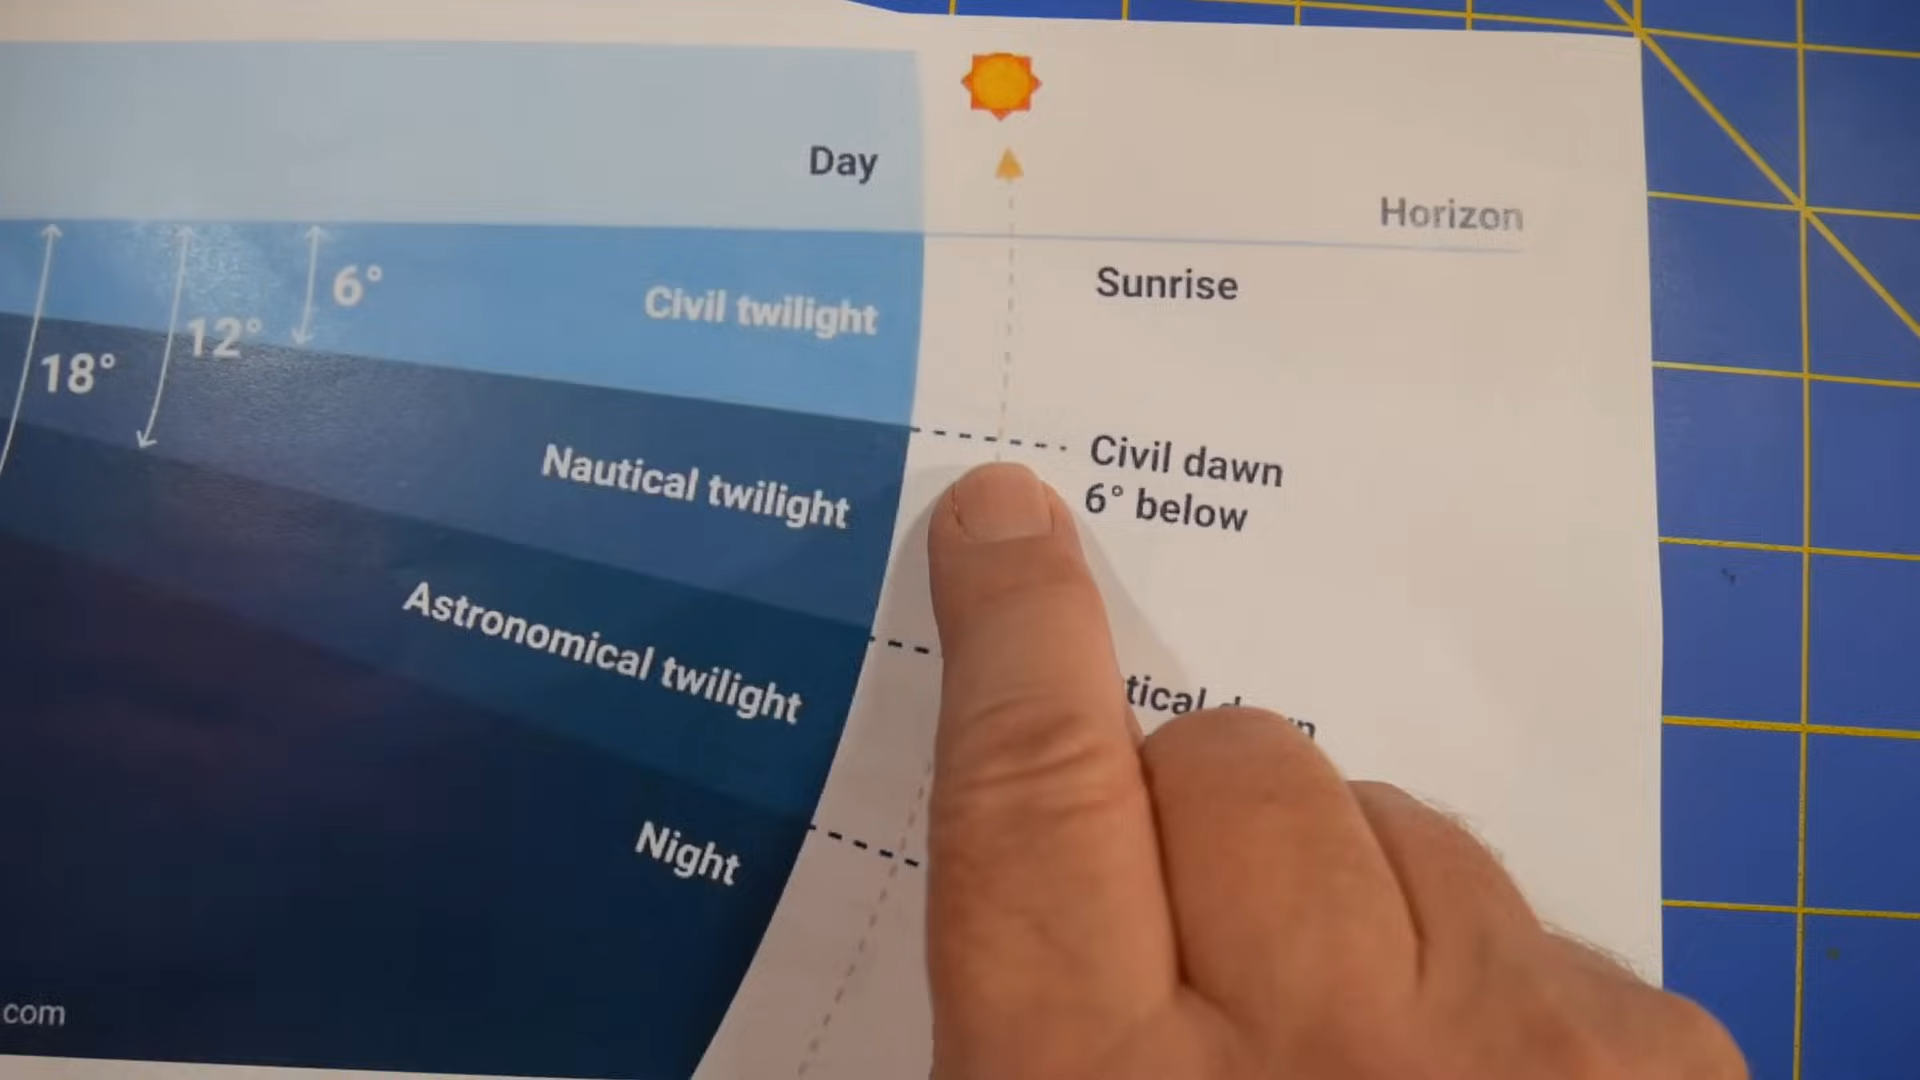 Day
Horizon
Sunrise
6°
Civil twilight
12°
18°
Civil dawn
6° below
Nautical twilight
Astronomical twilight
Night
com